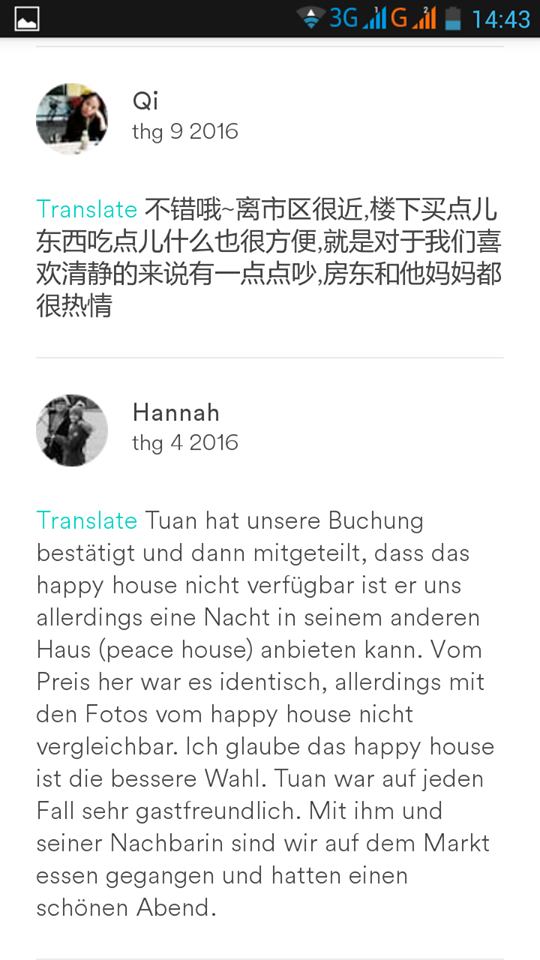 3G 1 G 2 14:43
Qi
thg 9 2016
Translate 不错哦~离市区很近,楼下买点儿
东西吃点儿什么也很方便,就是对于我们喜
欢清静的来说有一点点吵,房东和他妈妈都
很热情
Hannah
thg 4 2016
Translate Tuan hat unsere Buchung
bestätigt und dann mitgeteilt, dass das
happy house nicht verfügbar ist er uns
allerdings eine Nacht in seinem anderen
Haus (peace house) anbieten kann. Vom
Preis her war es identisch, allerdings mit
den Fotos vom happy house nicht
vergleichbar. Ich glaube das happy house
ist die bessere Wahl. Tuan war auf jeden
Fall sehr gastfreundlich. Mit ihm und
seiner Nachbarin sind wir auf dem Markt
essen gegangen und hatten einen
schönen Abend.